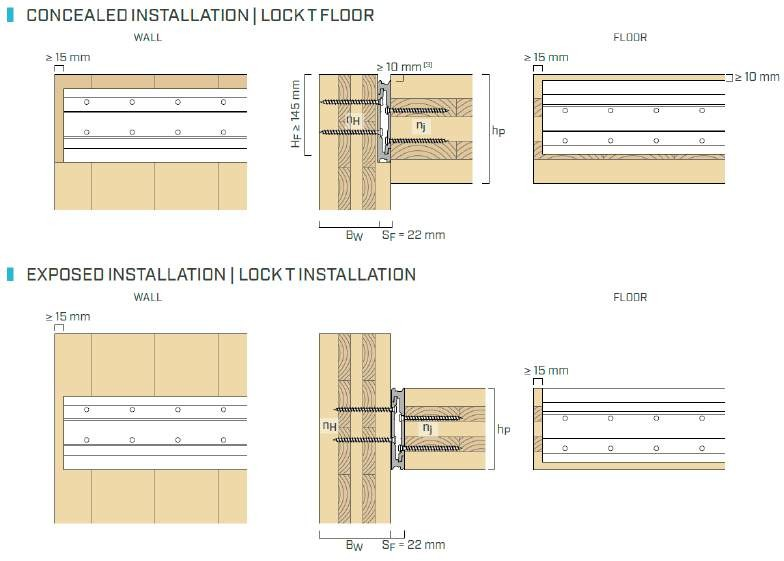 CONCEALED INSTALLATION | LOCK T FLOOR
WALL
FLOOR
≥ 15 mm
≥ 10 mm [3]
≥ 15 mm
≥ 10 mm
HF ≥ 145 mm
nH
nj
hP
BW
SF = 22 mm
EXPOSED INSTALLATION | LOCK T INSTALLATION
WALL
FLOOR
≥ 15 mm
≥ 15 mm
nH
nj
hP
BW
SF = 22 mm